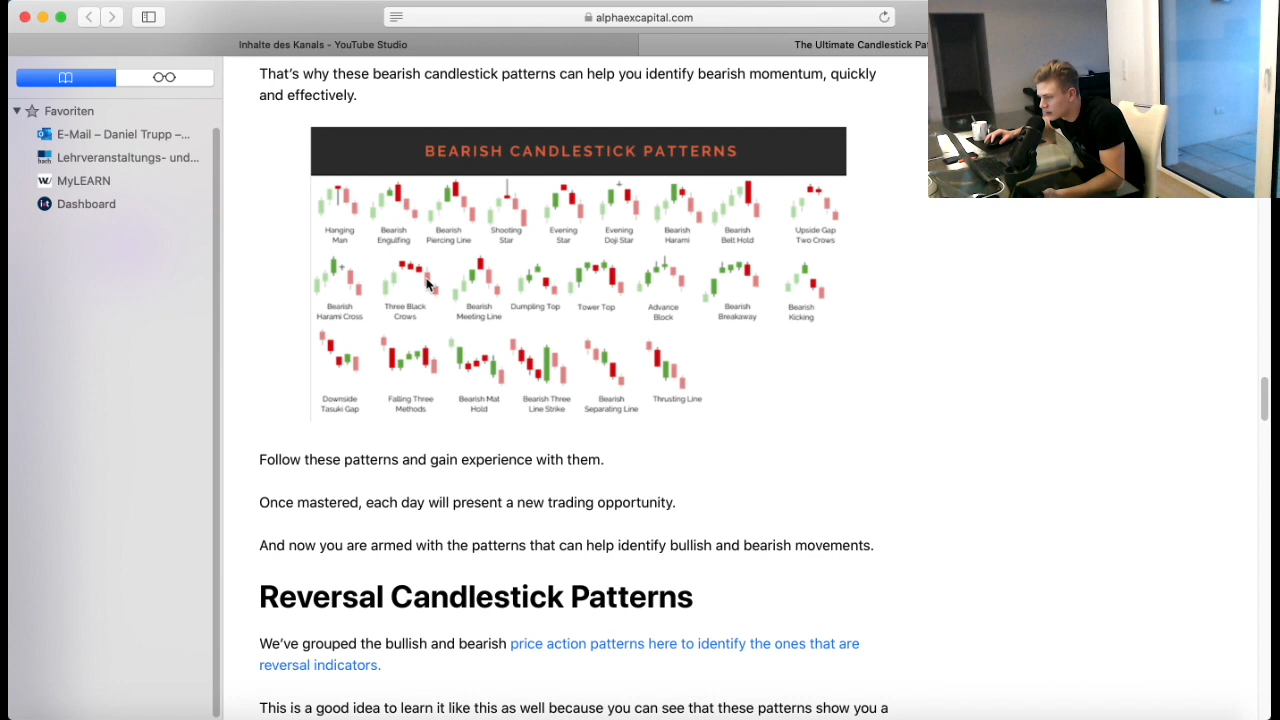 alphaexcapital.com
Inhalte des Kanals - YouTube Studio
The Ultimate Candlestick Pat
Favoriten
E-Mail – Daniel Trupp –...
Lehrveranstaltungs- und...
MyLEARN
Dashboard
That's why these bearish candlestick patterns can help you identify bearish momentum, quickly
and effectively.
BEARISH CANDLESTICK PATTERNS
Hanging Man
Bearish Engulfing
Bearish Piercing Line
Shooting Star
Evening Star
Evening Doji Star
Bearish Harami
Bearish Belt Hold
Upside Gap Two Crows
Bearish Harami Cross
Three Black Crows
Bearish Meeting Line
Dumpling Top
Tower Top
Advance Block
Bearish Breakaway
Bearish Kicking
Downside Tasuki Gap
Falling Three Methods
Bearish Mat Hold
Bearish Three Line Strike
Bearish Separating Line
Thrusting Line
Follow these patterns and gain experience with them.
Once mastered, each day will present a new trading opportunity.
And now you are armed with the patterns that can help identify bullish and bearish movements.
Reversal Candlestick Patterns
We've grouped the bullish and bearish price action patterns here to identify the ones that are
reversal indicators.
This is a good idea to learn it like this as well because you can see that these patterns show you a